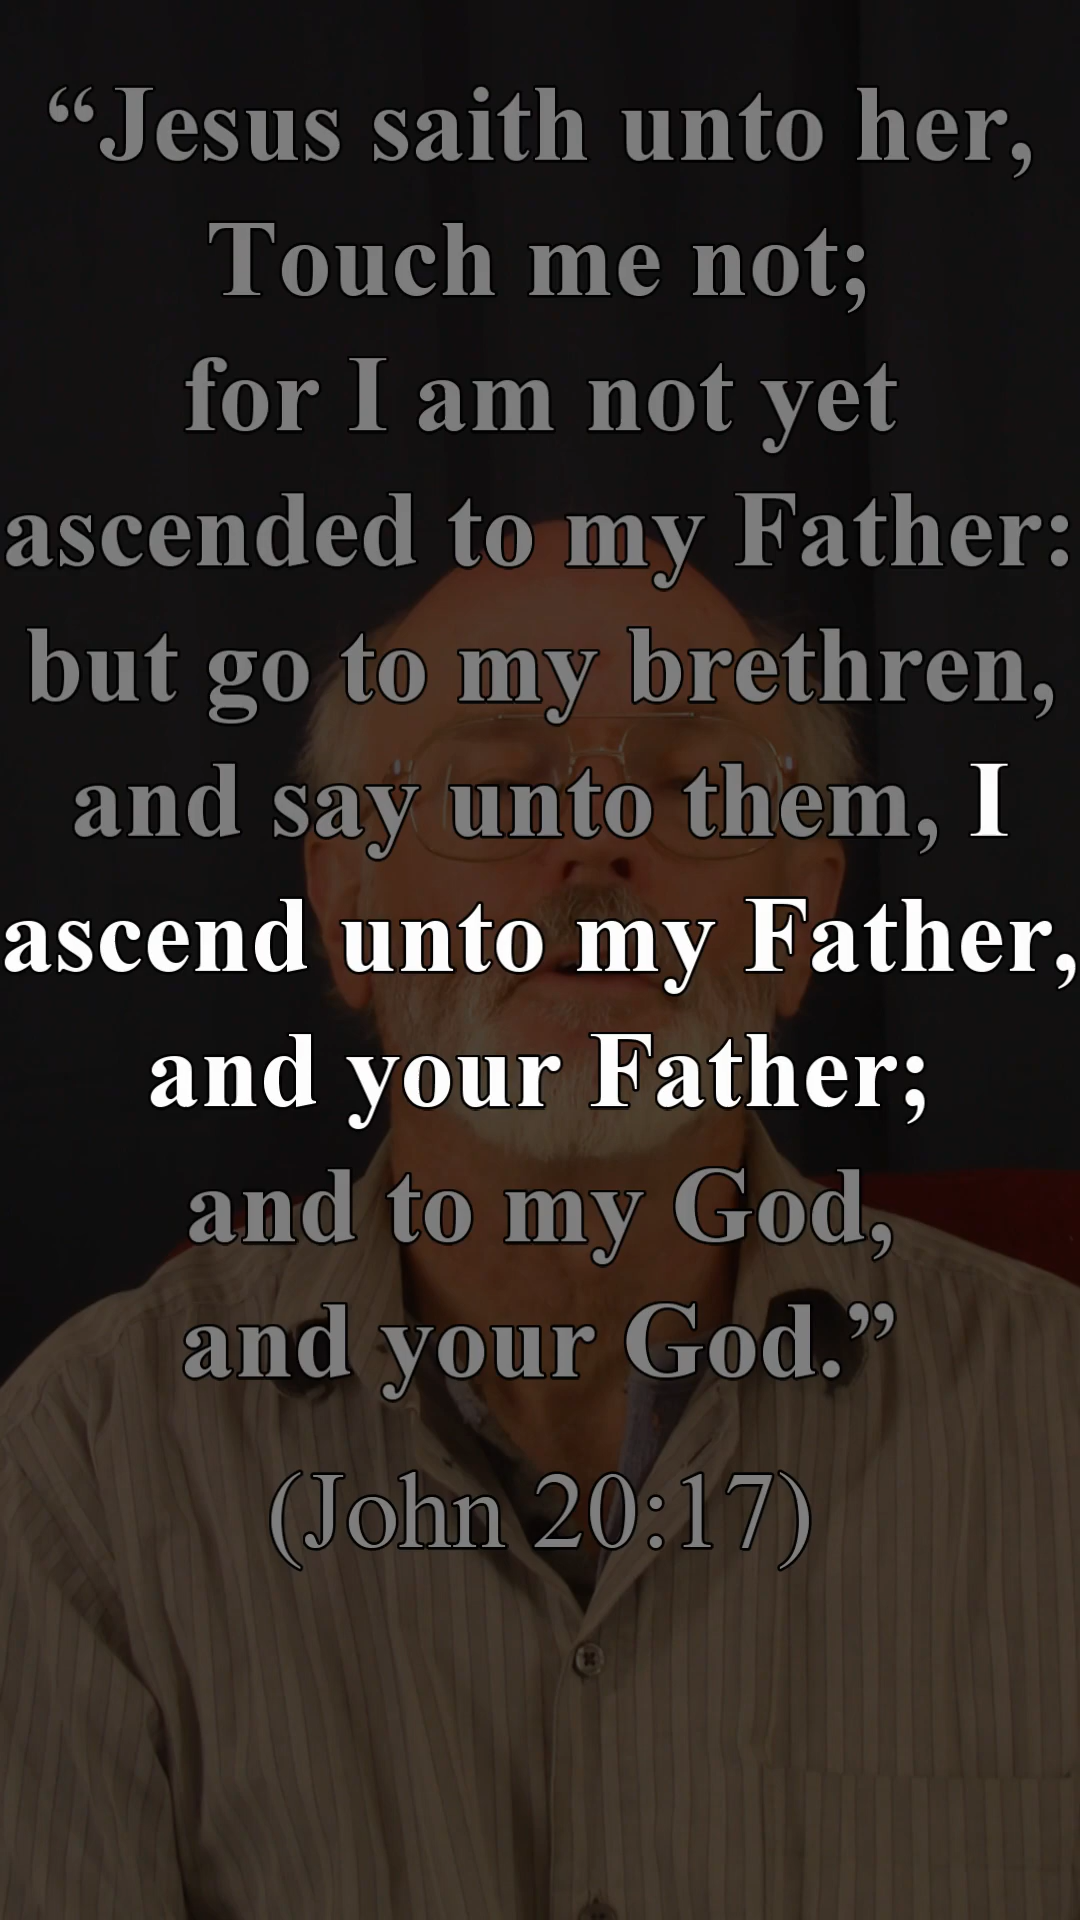 “Jesus saith unto her,
Touch me not;
for I am not yet
ascended to my Father:
but go to my brethren,
and say unto them, I
ascend unto my Father,
and your Father;
and to my God,
and your God.”
(John 20:17)